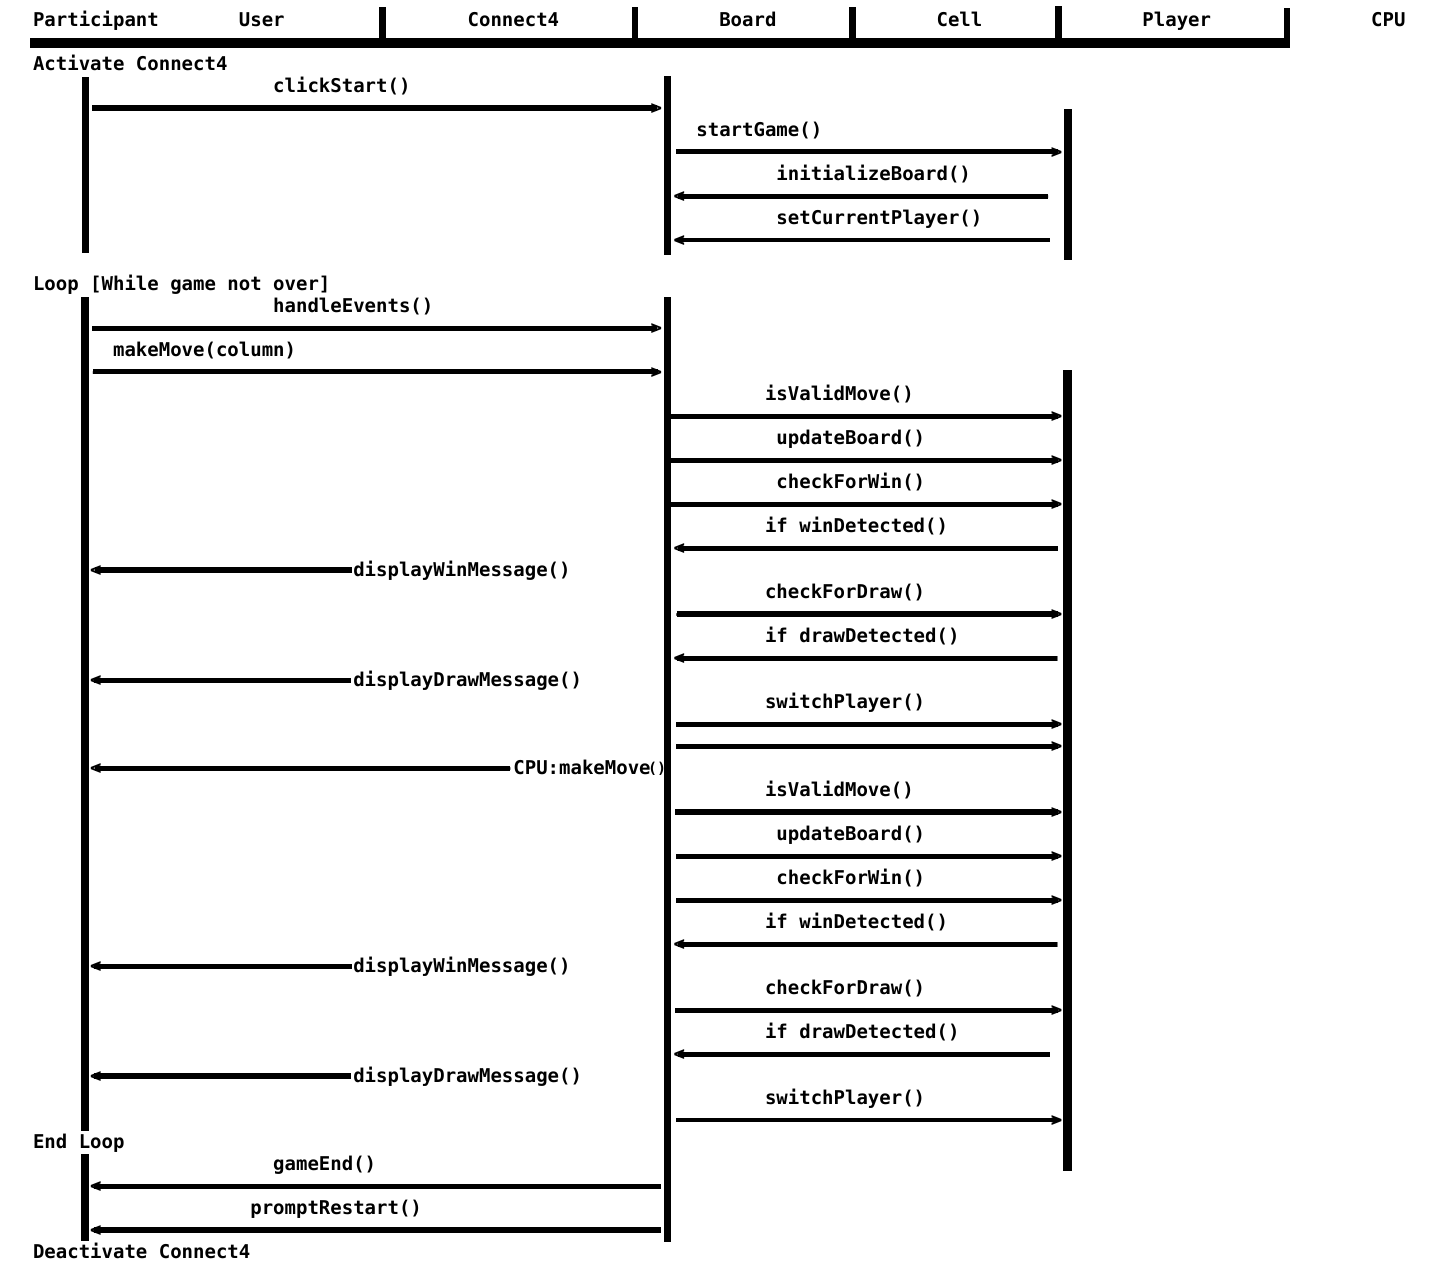 Participant User Connect4 Board Cell Player CPU
Activate Connect4
clickStart()
startGame()
initializeBoard()
setCurrentPlayer()
Loop [While game not over]
handleEvents()
makeMove(column)
isValidMove()
updateBoard()
checkForWin()
if winDetected()
displayWinMessage()
checkForDraw()
if drawDetected()
displayDrawMessage()
switchPlayer()
CPU:makeMove()
isValidMove()
updateBoard()
checkForWin()
if winDetected()
displayWinMessage()
checkForDraw()
if drawDetected()
displayDrawMessage()
switchPlayer()
End Loop
gameEnd()
promptRestart()
Deactivate Connect4